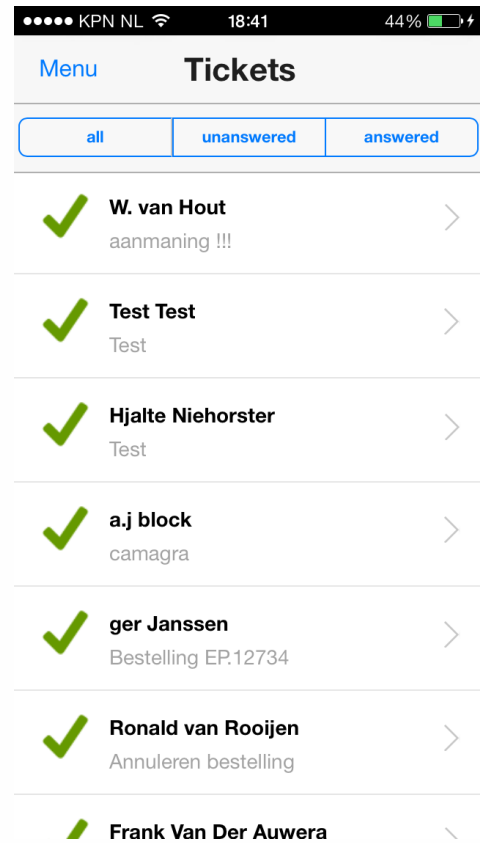 KPN NL 18:41 44%
Menu Tickets
all unanswered answered
W. van Hout
aanmaning !!!
Test Test
Test
Hjalte Niehorster
Test
a.j block
camagra
ger Janssen
Bestelling EP.12734
Ronald van Rooijen
Annuleren bestelling
Frank Van Der Auwera